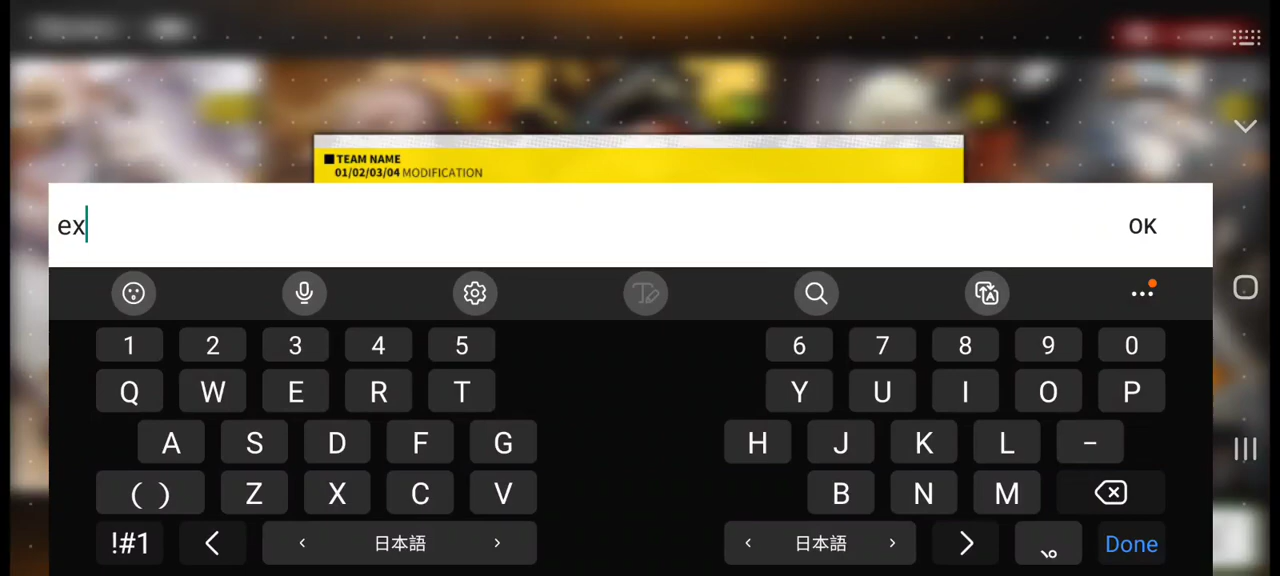 TEAM NAME
01/02/03/04 MODIFICATION
ex
OK
1 2 3 4 5 6 7 8 9 0
Q W E R T Y U I O P
A S D F G H J K L −
( ) Z X C V B N M
!#1 < < 日本語 > < 日本語 > > 、。 Done